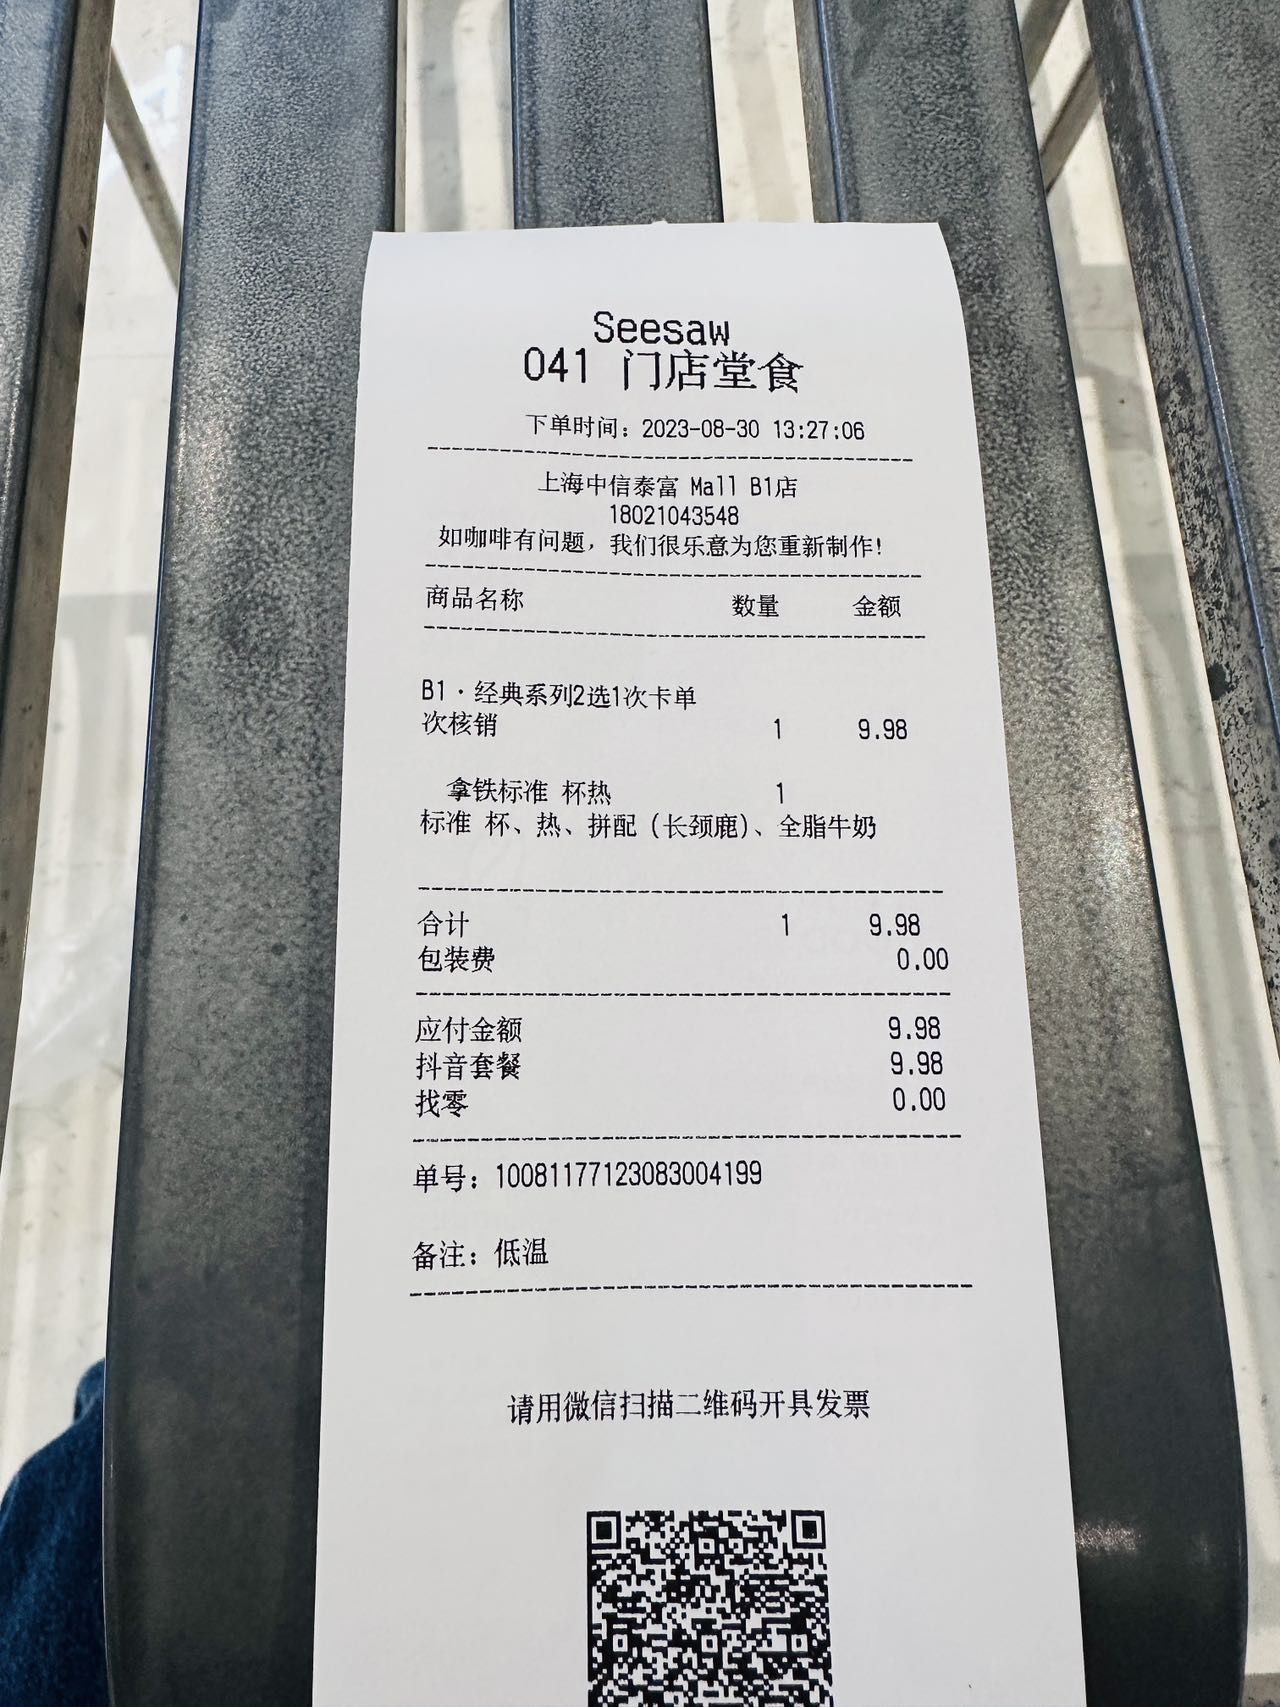 Seesaw
041 门店堂食
下单时间：2023-08-30 13:27:06
上海中信泰富 Mall B1店
18021043548
如咖啡有问题，我们很乐意为您重新制作！
商品名称 数量 金额
B1·经典系列2选1次卡单
次核销 1 9.98
拿铁标准 杯热 1
标准 杯、热、拼配（长颈鹿）、全脂牛奶
合计 1 9.98
包装费 0.00
应付金额 9.98
抖音套餐 9.98
找零 0.00
单号：10081177123083004199
备注：低温
请用微信扫描二维码开具发票